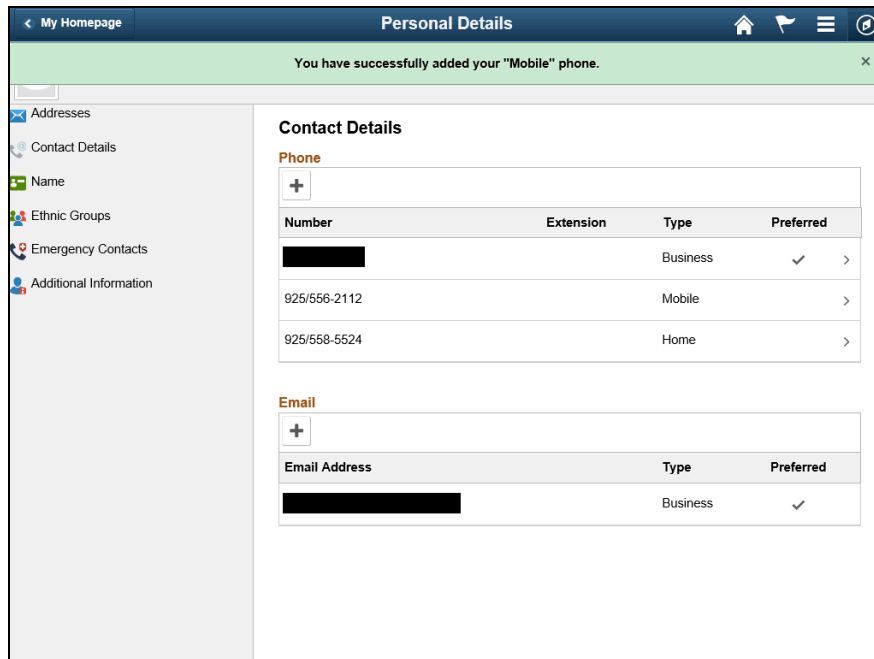 My Homepage
Personal Details
You have successfully added your "Mobile" phone.
Addresses
Contact Details
Name
Ethnic Groups
Emergency Contacts
Additional Information
Contact Details
Phone
Number Extension Type Preferred
Business
925/556-2112 Mobile
925/558-5524 Home
Email
Email Address Type Preferred
Business